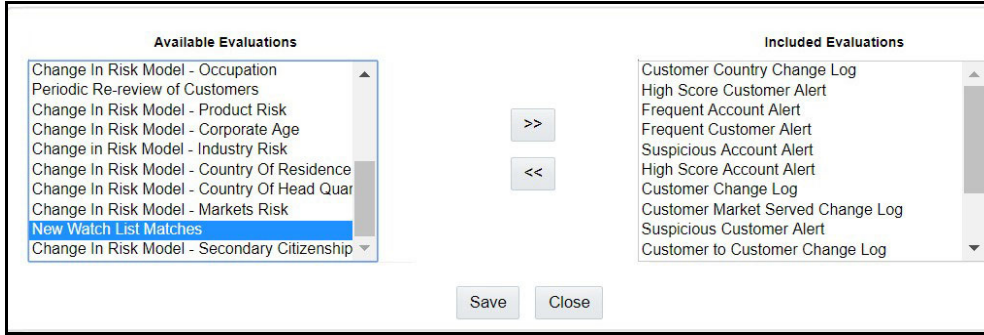 Available Evaluations
Change In Risk Model - Occupation
Periodic Re-review of Customers
Change In Risk Model - Product Risk
Change In Risk Model - Corporate Age
Change in Risk Model - Industry Risk
Change In Risk Model - Country Of Residence
Change In Risk Model - Country Of Head Quar
Change In Risk Model - Markets Risk
New Watch List Matches
Change In Risk Model - Secondary Citizenship
>>
<<
Included Evaluations
Customer Country Change Log
High Score Customer Alert
Frequent Account Alert
Frequent Customer Alert
Suspicious Account Alert
High Score Account Alert
Customer Change Log
Customer Market Served Change Log
Suspicious Customer Alert
Customer to Customer Change Log
Save Close